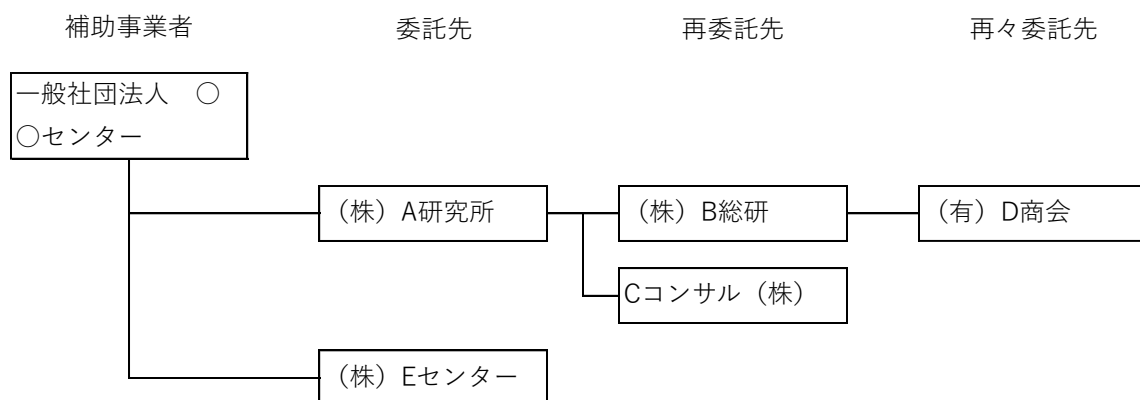 補助事業者
委託先
再委託先
再々委託先
一般社団法人　○
○センター
（株）A研究所
（株）B総研
（有）D商会
Cコンサル（株）
（株）Eセンター